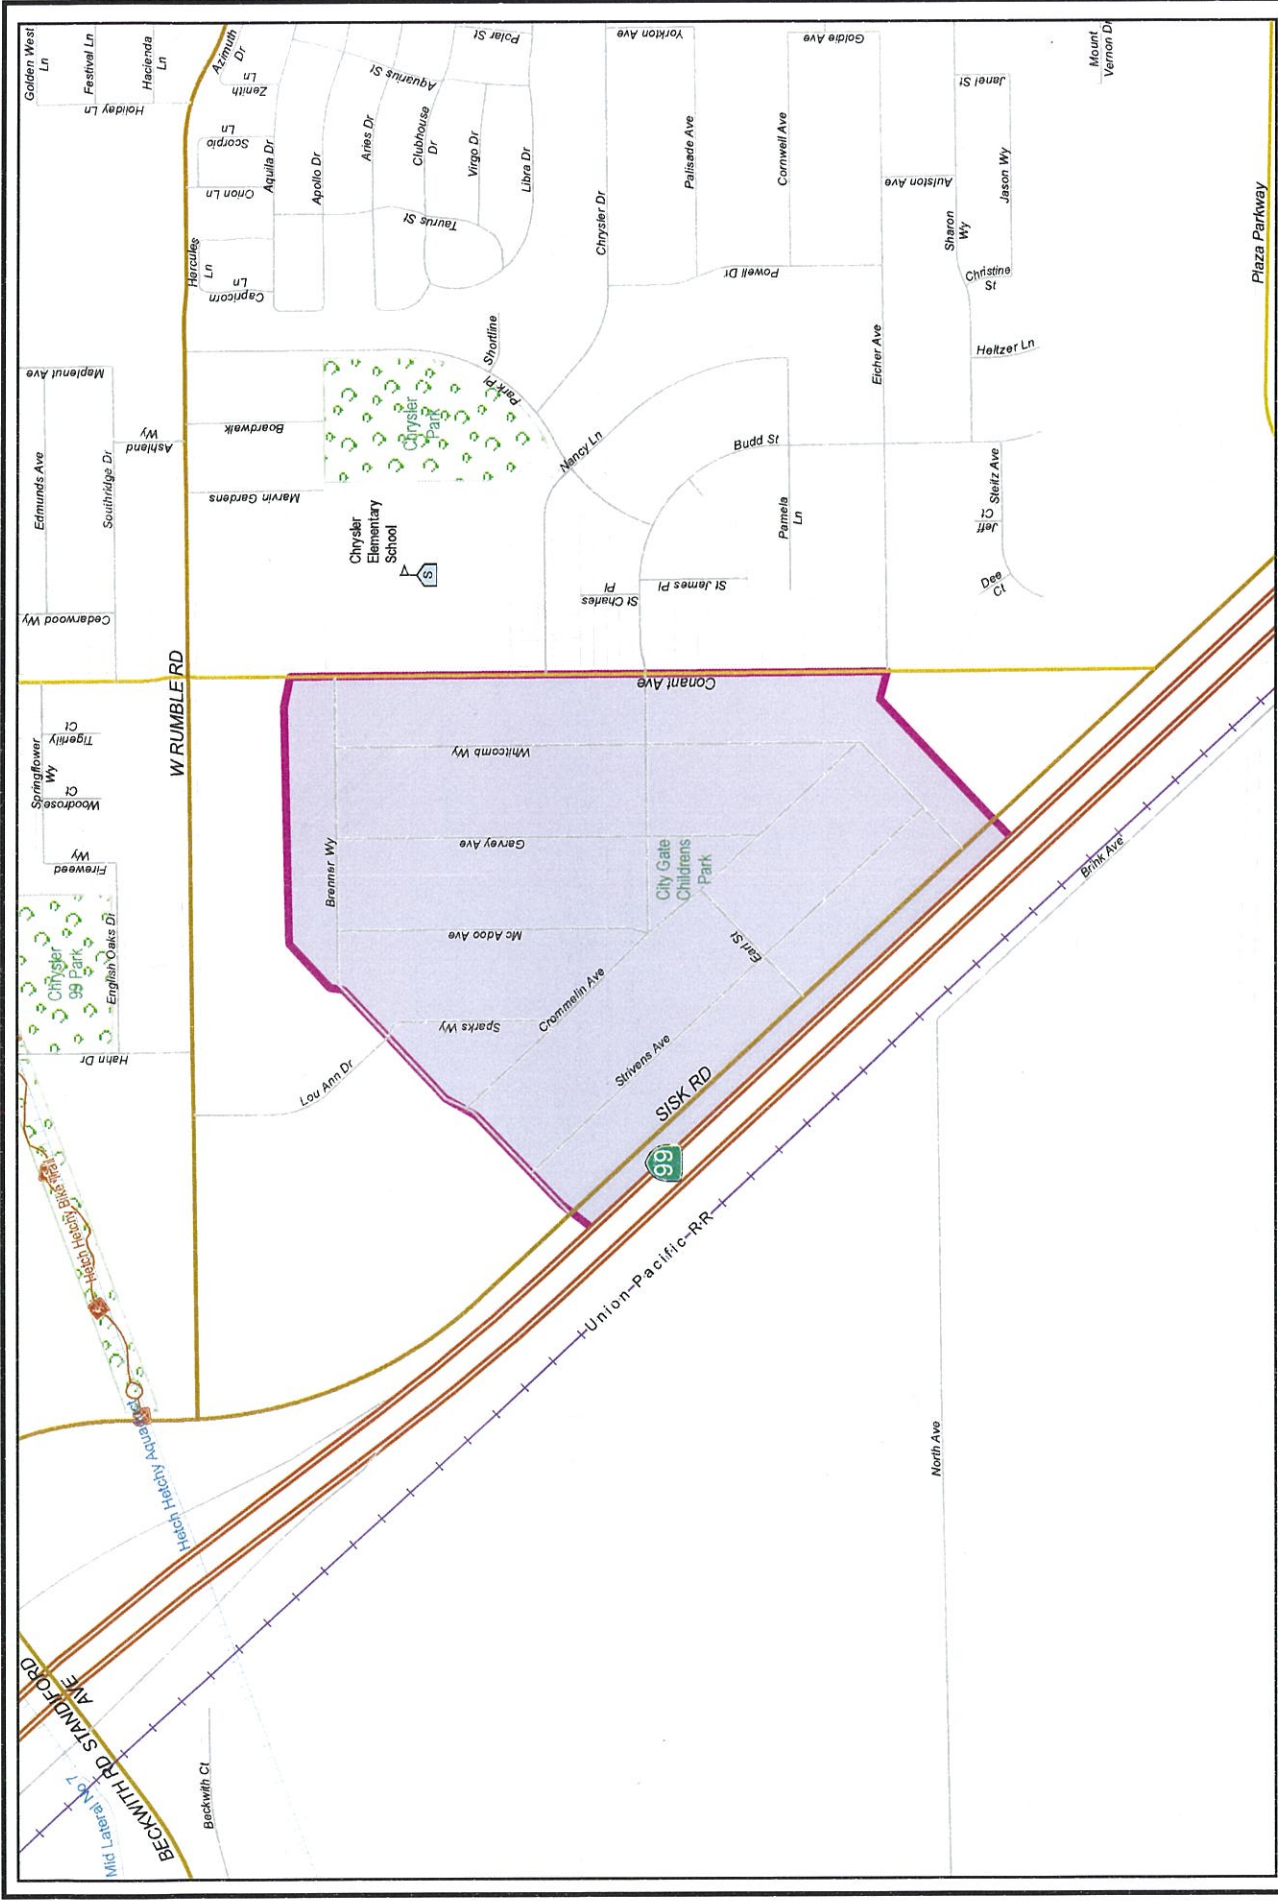 Golden West
Ln
Festival Ln
Hacienda
Ln
Holiday Ln
Azimuth
Dr
Zenith
Ln
Scorpio
Ln
Orion Ln
Hercules
Ln
Capricorn
Ln
Aquila Dr
Apollo Dr
Aries Dr
Aquarius St
Clubhouse
Dr
Virgo Dr
Polar St
Libra Dr
Taurus St
Chrysler Dr
Yorkton Ave
Palisade Ave
Cornwell Ave
Goldie Ave
Powell Dr
Eicher Ave
Aulston Ave
Sharon
Wy
Janel St
Jason Wy
Christine
St
Mount
Vernon Dr
Plaza Parkway
Heltzer Ln
Maplenut Ave
Edmunds Ave
Southridge Dr
Ashland
Wy
Cedarwood Wy
Boardwalk
Marvin Gardens
Chrysler
Park
Park Pl
Shortline
Chrysler
Elementary
School
S
Nancy Ln
Budd St
Pamela
Ln
St Charles
Pl
St James Pl
Steitz Ave
Jeff
Ct
Dee
Ct
W RUMBLE RD
Conant Ave
Springflower
Wy
Tigerlily
Ct
Woodrose
Ct
Fireweed
Wy
Chrysler
99 Park
English Oaks Dr
Hahn Dr
Whitcomb Wy
Brenner Wy
Garvey Ave
Mc Adoo Ave
City Gate
Childrens
Park
Earl St
Sparks Wy
Crommelin Ave
Strivens Ave
Lou Ann Dr
SISK RD
99
Brink Ave
Union Pacific RR
Hetch Hetchy Bike Trail
Hetch Hetchy Aqueduct
North Ave
BECKWITH RD STANDIFORD
AVE
Mid Lateral No 7
Beckwith Ct